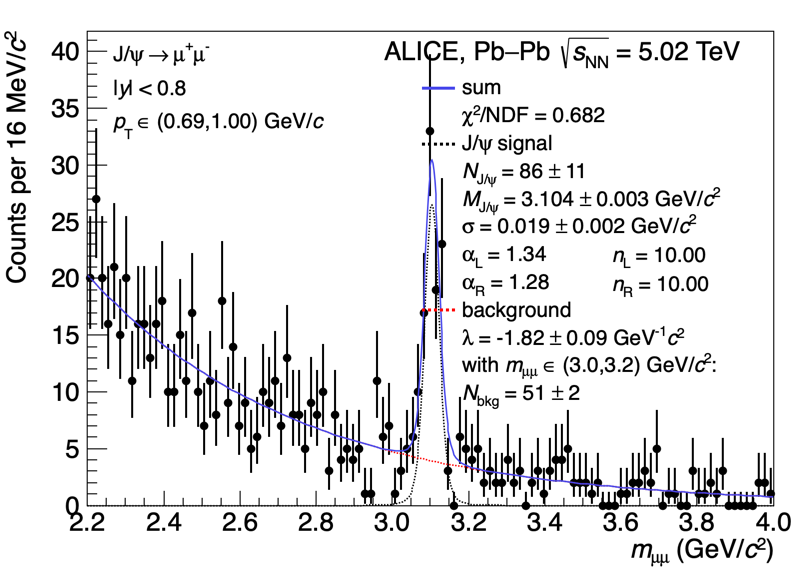 Counts per 16 MeV/c²
40
35
30
25
20
15
10
5
0
J/ψ → μ⁺μ⁻
|y| < 0.8
p_T ∈ (0.69,1.00) GeV/c
ALICE, Pb–Pb √s_NN = 5.02 TeV
sum
χ²/NDF = 0.682
J/ψ signal
N_J/ψ = 86 ± 11
M_J/ψ = 3.104 ± 0.003 GeV/c²
σ = 0.019 ± 0.002 GeV/c²
α_L = 1.34 n_L = 10.00
α_R = 1.28 n_R = 10.00
background
λ = -1.82 ± 0.09 GeV⁻¹c²
with m_μμ ∈ (3.0,3.2) GeV/c²:
N_bkg = 51 ± 2
2.2 2.4 2.6 2.8 3.0 3.2 3.4 3.6 3.8 4.0
m_μμ (GeV/c²)